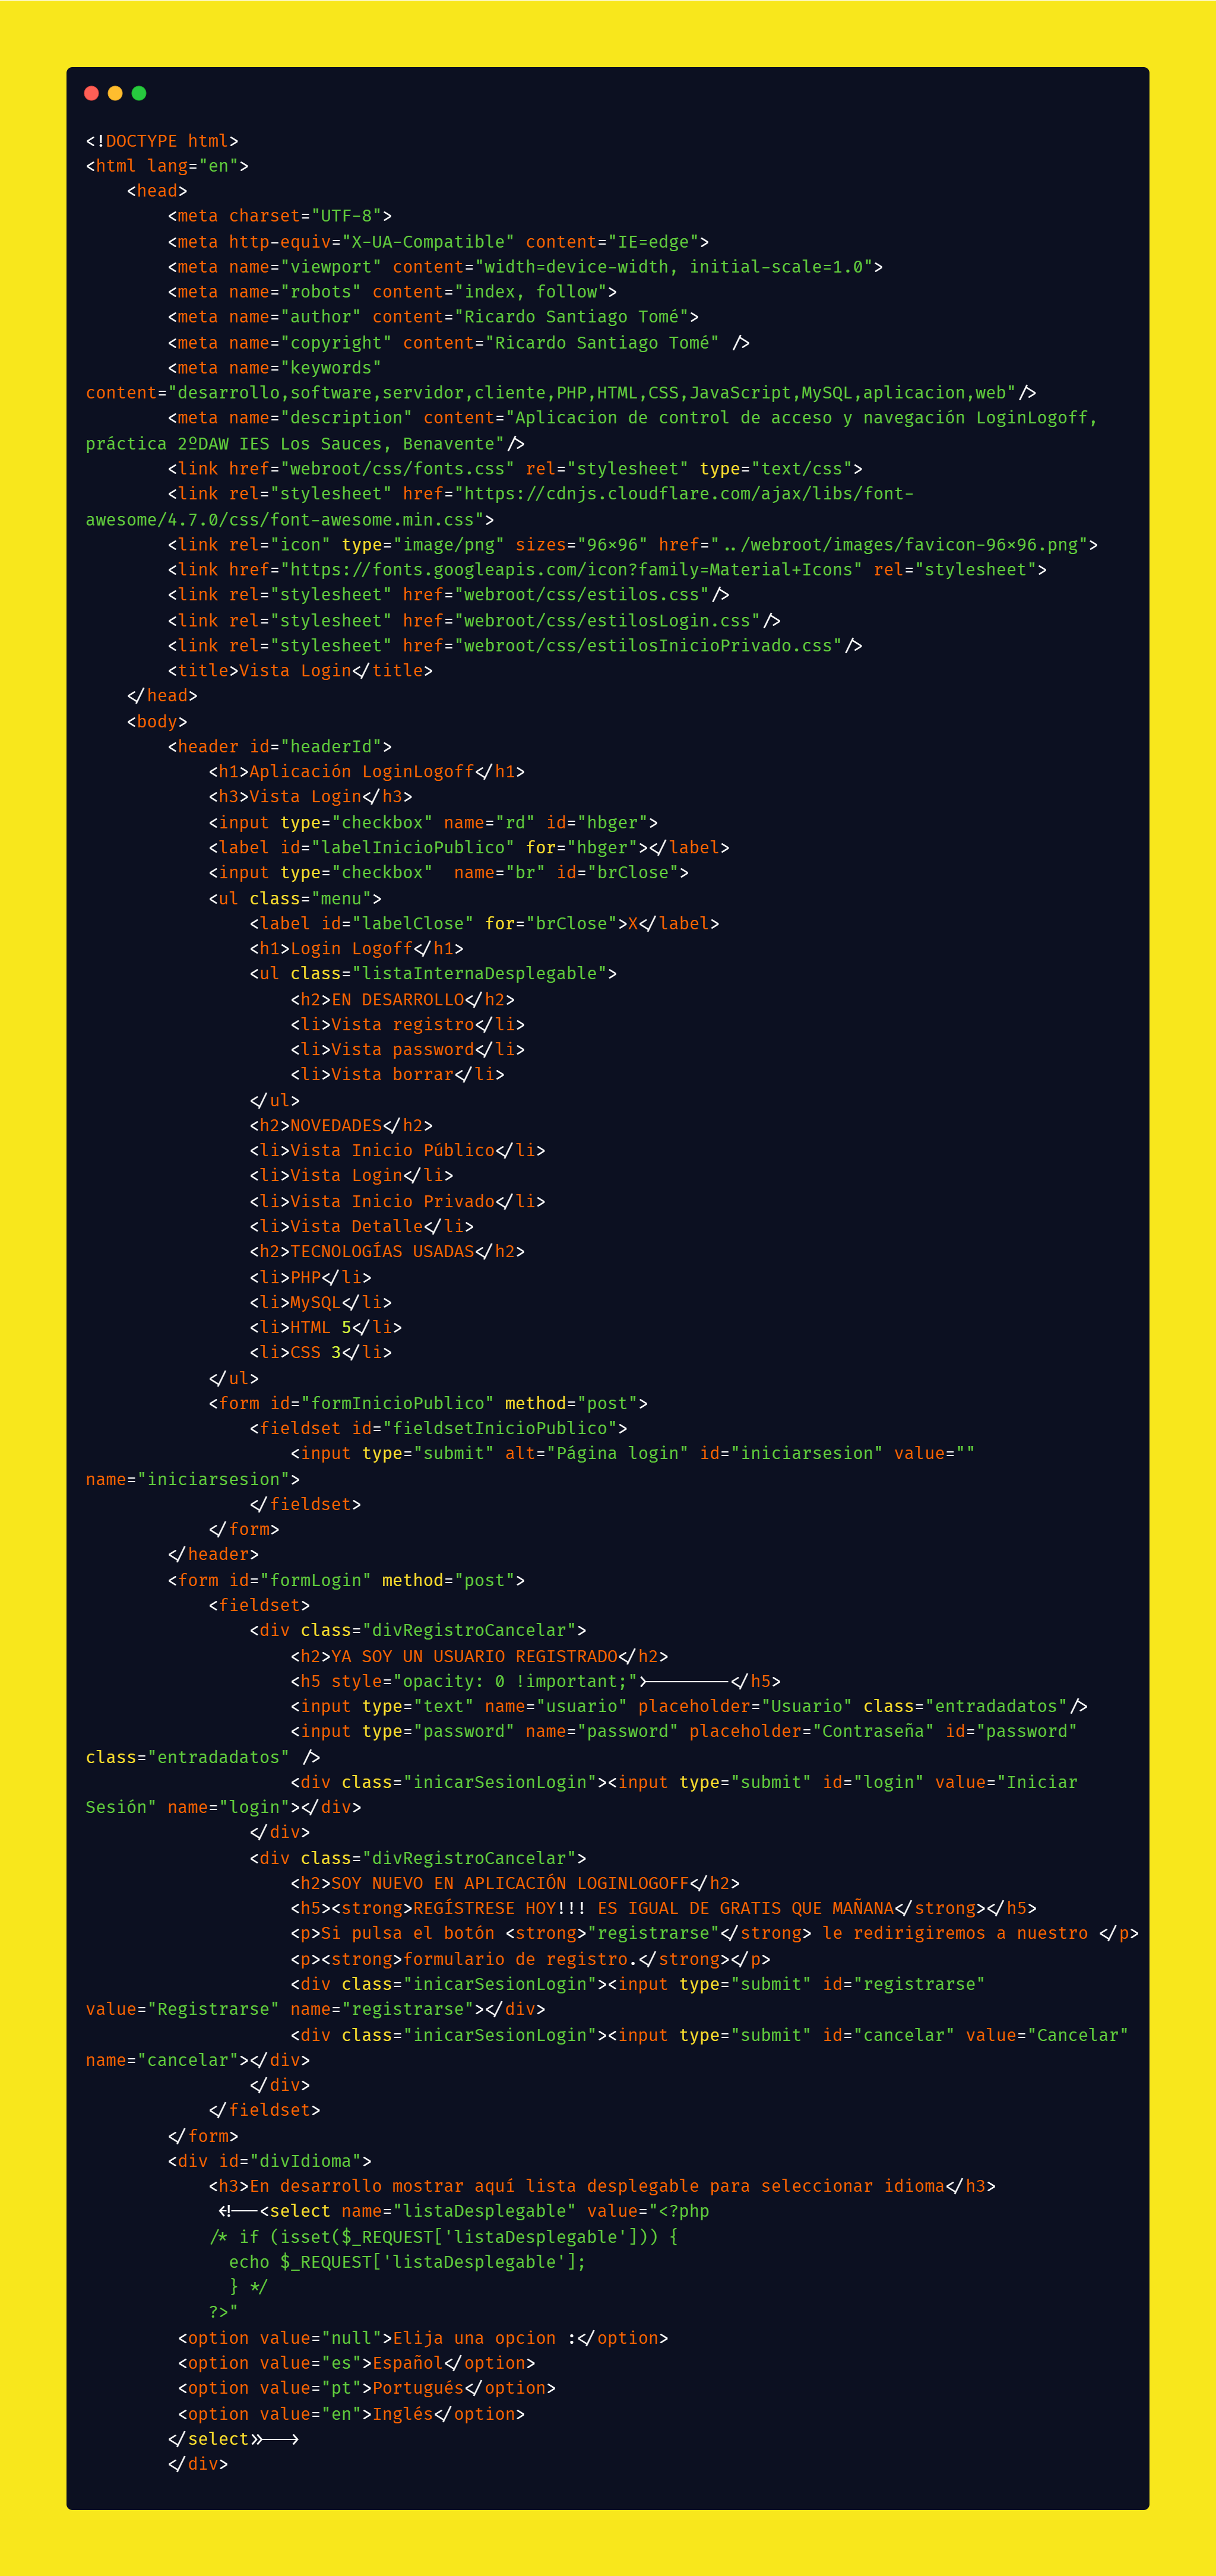 <!DOCTYPE html>
<html lang="en">
    <head>
        <meta charset="UTF-8">
        <meta http-equiv="X-UA-Compatible" content="IE=edge">
        <meta name="viewport" content="width=device-width, initial-scale=1.0">
        <meta name="robots" content="index, follow">
        <meta name="author" content="Ricardo Santiago Tomé">
        <meta name="copyright" content="Ricardo Santiago Tomé" />
        <meta name="keywords"
content="desarrollo,software,servidor,cliente,PHP,HTML,CSS,JavaScript,MySQL,aplicacion,web"/>
        <meta name="description" content="Aplicacion de control de acceso y navegación LoginLogoff,
práctica 2ºDAW IES Los Sauces, Benavente"/>
        <link href="webroot/css/fonts.css" rel="stylesheet" type="text/css">
        <link rel="stylesheet" href="https://cdnjs.cloudflare.com/ajax/libs/font-
awesome/4.7.0/css/font-awesome.min.css">
        <link rel="icon" type="image/png" sizes="96x96" href="../webroot/images/favicon-96x96.png">
        <link href="https://fonts.googleapis.com/icon?family=Material+Icons" rel="stylesheet">
        <link rel="stylesheet" href="webroot/css/estilos.css"/>
        <link rel="stylesheet" href="webroot/css/estilosLogin.css"/>
        <link rel="stylesheet" href="webroot/css/estilosInicioPrivado.css"/>
        <title>Vista Login</title>
    </head>
    <body>
        <header id="headerId">
            <h1>Aplicación LoginLogoff</h1>
            <h3>Vista Login</h3>
            <input type="checkbox" name="rd" id="hbger">
            <label id="labelInicioPublico" for="hbger"></label>
            <input type="checkbox"  name="br" id="brClose">
            <ul class="menu">
                <label id="labelClose" for="brClose">X</label>
                <h1>Login Logoff</h1>
                <ul class="listaInternaDesplegable">
                    <h2>EN DESARROLLO</h2>
                    <li>Vista registro</li>
                    <li>Vista password</li>
                    <li>Vista borrar</li>
                </ul>
                <h2>NOVEDADES</h2>
                <li>Vista Inicio Público</li>
                <li>Vista Login</li>
                <li>Vista Inicio Privado</li>
                <li>Vista Detalle</li>
                <h2>TECNOLOGÍAS USADAS</h2>
                <li>PHP</li>
                <li>MySQL</li>
                <li>HTML 5</li>
                <li>CSS 3</li>
            </ul>
            <form id="formInicioPublico" method="post">
                <fieldset id="fieldsetInicioPublico">
                    <input type="submit" alt="Página login" id="iniciarsesion" value=""
name="iniciarsesion">
                </fieldset>
            </form>
        </header>
        <form id="formLogin" method="post">
            <fieldset>
                <div class="divRegistroCancelar">
                    <h2>YA SOY UN USUARIO REGISTRADO</h2>
                    <h5 style="opacity: 0 !important;">--------</h5>
                    <input type="text" name="usuario" placeholder="Usuario" class="entradadatos"/>
                    <input type="password" name="password" placeholder="Contraseña" id="password"
class="entradadatos" />
                    <div class="inicarSesionLogin"><input type="submit" id="login" value="Iniciar
Sesión" name="login"></div>
                </div>
                <div class="divRegistroCancelar">
                    <h2>SOY NUEVO EN APLICACIÓN LOGINLOGOFF</h2>
                    <h5><strong>REGÍSTRESE HOY!!! ES IGUAL DE GRATIS QUE MAÑANA</strong></h5>
                    <p>Si pulsa el botón <strong>"registrarse"</strong> le redirigiremos a nuestro </p>
                    <p><strong>formulario de registro.</strong></p>
                    <div class="inicarSesionLogin"><input type="submit" id="registrarse"
value="Registrarse" name="registrarse"></div>
                    <div class="inicarSesionLogin"><input type="submit" id="cancelar" value="Cancelar"
name="cancelar"></div>
                </div>
            </fieldset>
        </form>
        <div id="divIdioma">
            <h3>En desarrollo mostrar aquí lista desplegable para seleccionar idioma</h3>
             <!--<select name="listaDesplegable" value="<?php
            /* if (isset($_REQUEST['listaDesplegable'])) {
              echo $_REQUEST['listaDesplegable'];
              } */
            ?>"
         <option value="null">Elija una opcion :</option>
         <option value="es">Español</option>
         <option value="pt">Portugués</option>
         <option value="en">Inglés</option>
        </select>>-->
        </div>